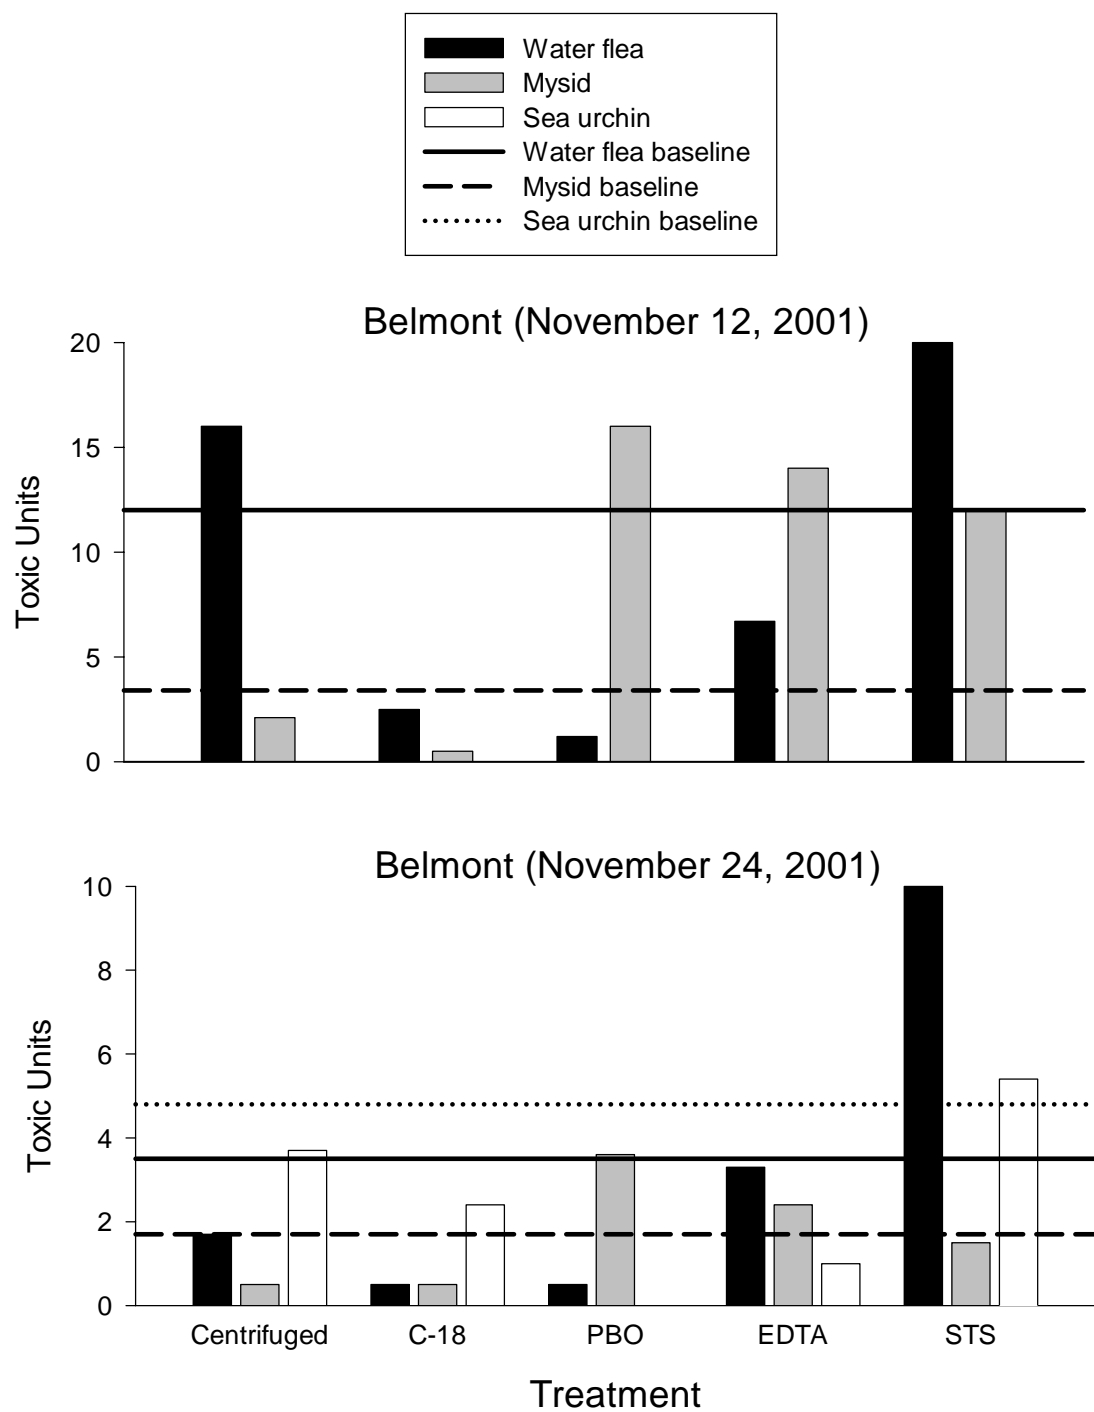 Water flea
Mysid
Sea urchin
Water flea baseline
Mysid baseline
Sea urchin baseline
Belmont (November 12, 2001)
20
15
10
5
0
Toxic Units
Belmont (November 24, 2001)
10
8
6
4
2
0
Toxic Units
Centrifuged C-18 PBO EDTA STS
Treatment